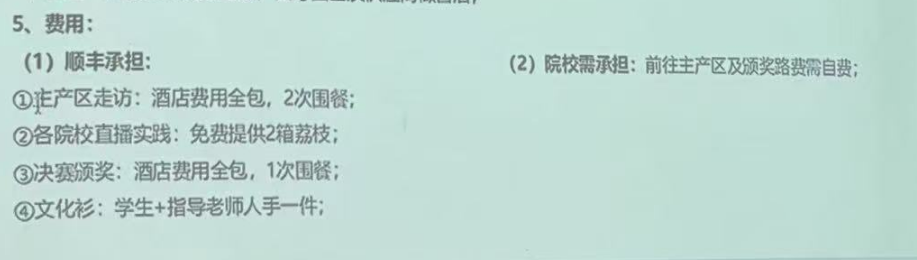 5、费用：
（1）顺丰承担：
（2）院校需承担：前往主产区及颁奖路费需自费；
①主产区走访：酒店费用全包，2次围餐；
②各院校直播实践：免费提供2箱荔枝；
③决赛颁奖：酒店费用全包，1次围餐；
④文化衫：学生+指导老师人手一件；